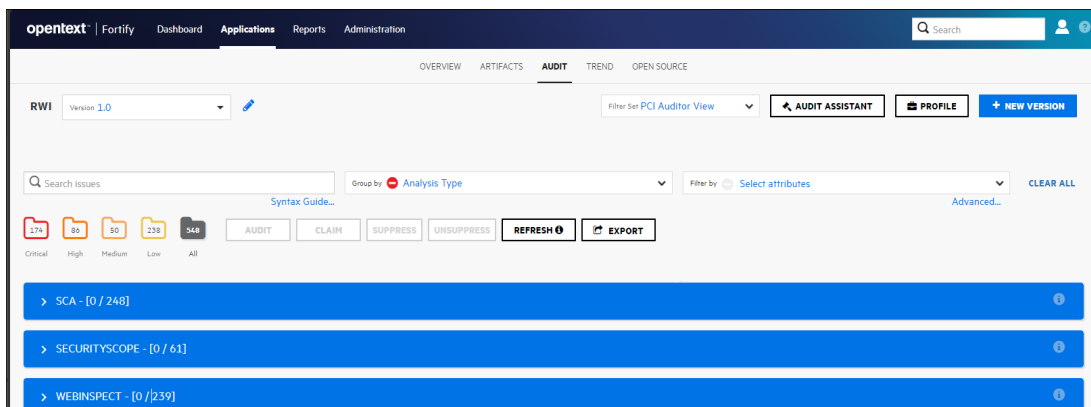 opentext™ | Fortify Dashboard Applications Reports Administration Search
OVERVIEW ARTIFACTS AUDIT TREND OPEN SOURCE
RWI Version 1.0 Filter Set PCI Auditor View AUDIT ASSISTANT PROFILE + NEW VERSION
Search issues Group by Analysis Type Filter by Select attributes CLEAR ALL
Syntax Guide... Advanced...
174 86 50 238 548 AUDIT CLAIM SUPPRESS UNSUPPRESS REFRESH EXPORT
Critical High Medium Low All
SCA - [0 / 248]
SECURITYSCOPE - [0 / 61]
WEBINSPECT - [0 / 239]